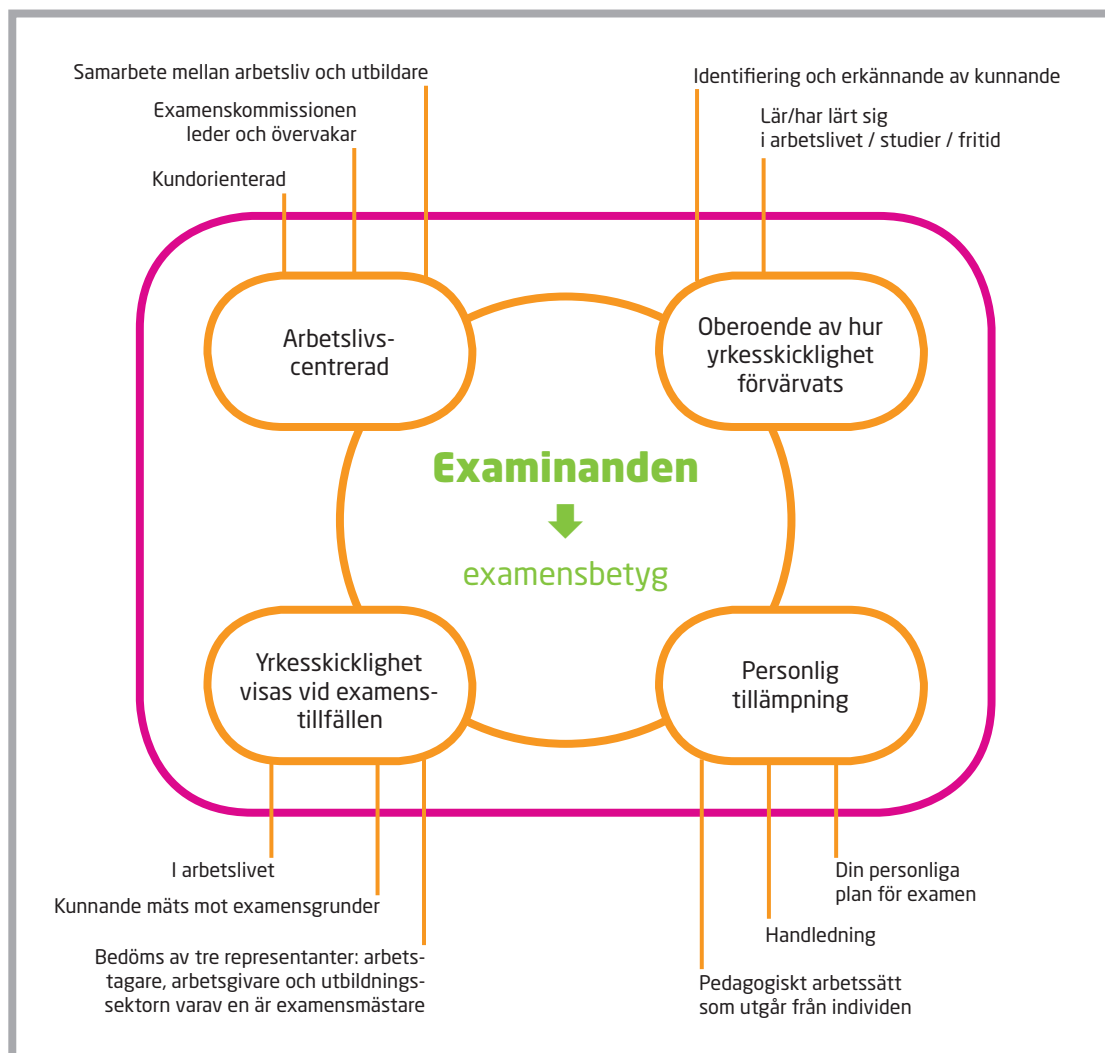 Samarbete mellan arbetsliv och utbildare
Examenskommissionen
leder och övervakar
Kundorienterad
Identifiering och erkännande av kunnande
Lär/har lärt sig
i arbetslivet / studier / fritid
Arbetslivs-
centrerad
Oberoende av hur
yrkesskicklighet
förvärvats
Examinanden
examensbetyg
Yrkesskicklighet
visas vid examens-
tillfällen
Personlig
tillämpning
I arbetslivet
Kunnande mäts mot examensgrunder
Bedöms av tre representanter: arbets-
tagare, arbetsgivare och utbildnings-
sektorn varav en är examensmästare
Din personliga
plan för examen
Handledning
Pedagogiskt arbetssätt
som utgår från individen